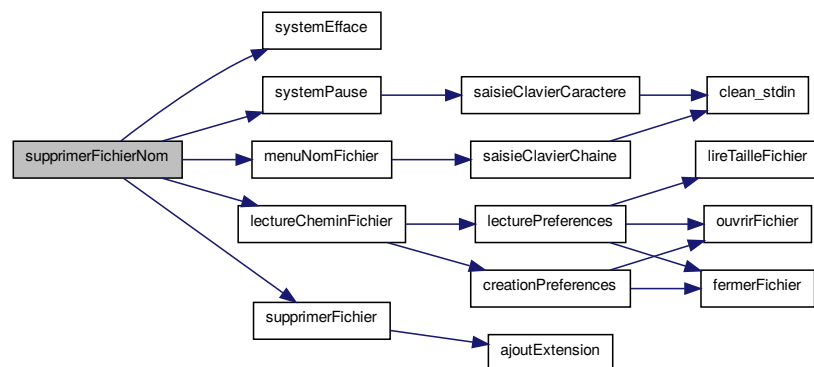 systemEfface
systemPause
saisieClavierCaractere
clean_stdin
supprimerFichierNom
menuNomFichier
saisieClavierChaine
lireTailleFichier
lectureCheminFichier
lecturePreferences
ouvrirFichier
creationPreferences
fermerFichier
supprimerFichier
ajoutExtension